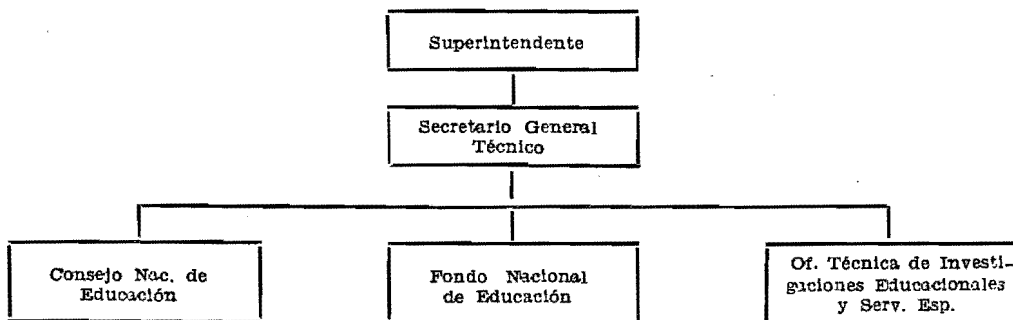 Superintendente
Secretario General
Técnico
Consejo Nac. de
Educación
Fondo Nacional
de Educación
Of. Técnica de Investi-
gaciones Educacionales
y Serv. Esp.